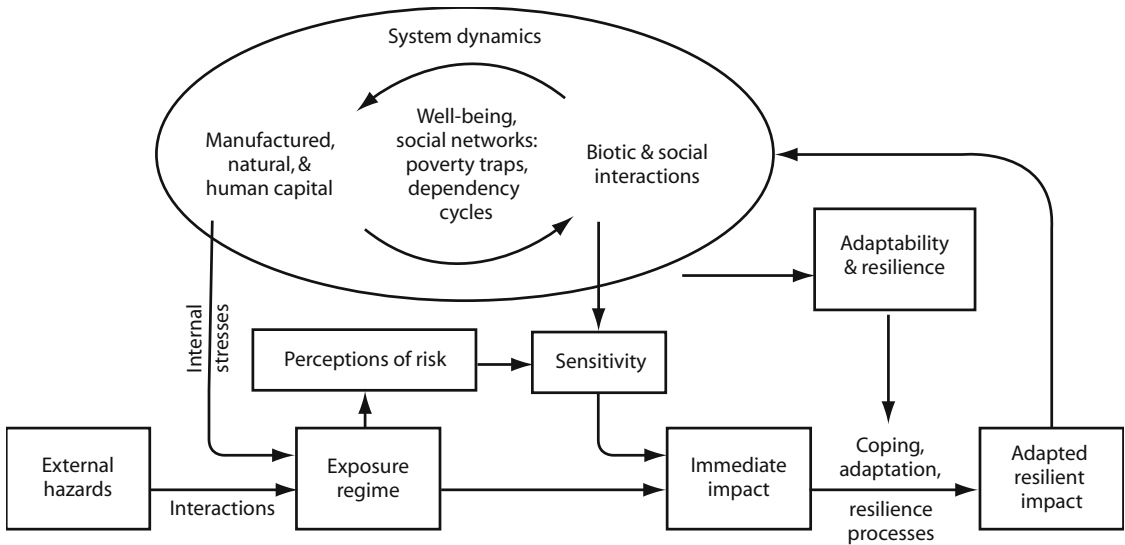 System dynamics
Manufactured,
natural, &
human capital
Well-being,
social networks:
poverty traps,
dependency
cycles
Biotic & social
interactions
Adaptability
& resilience
Internal
stresses
Perceptions of risk
Sensitivity
External
hazards
Interactions
Exposure
regime
Immediate
impact
Coping,
adaptation,
resilience
processes
Adapted
resilient
impact